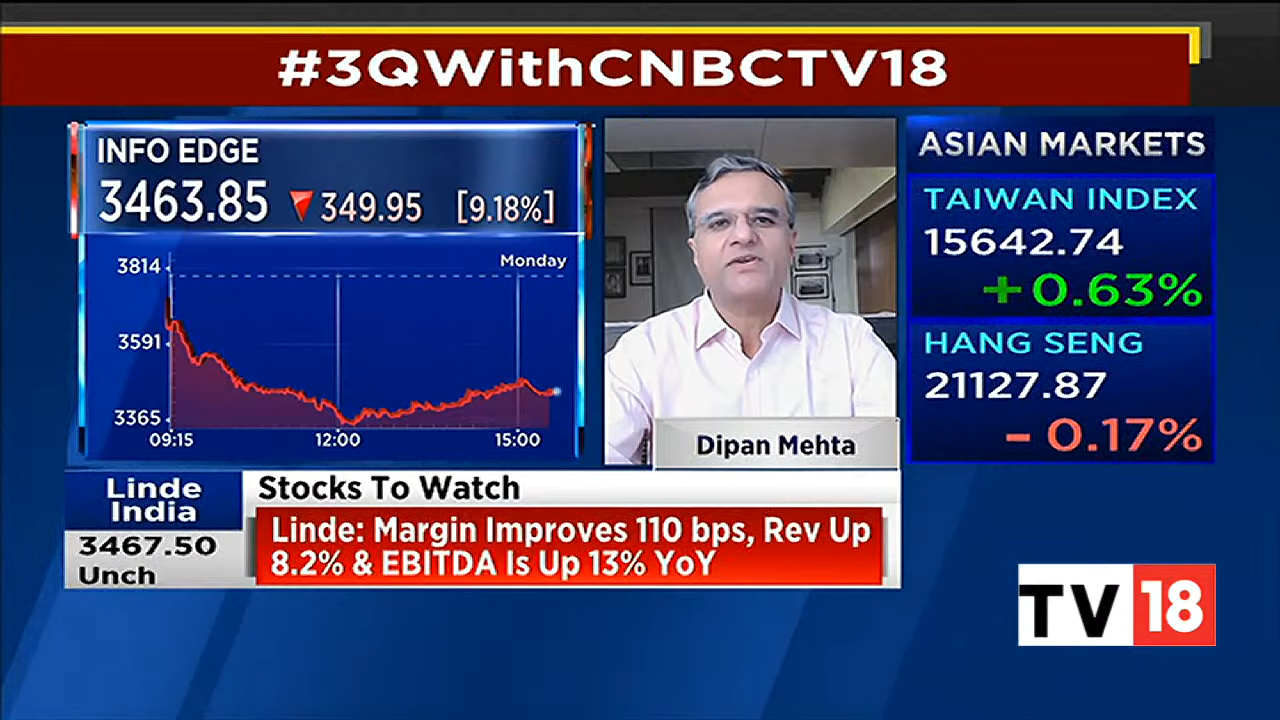 #3QWithCNBCTV18
INFO EDGE
3463.85 ▼ 349.95 [9.18%]
Monday
3814
3591
3365
09:15 12:00 15:00
Dipan Mehta
ASIAN MARKETS
TAIWAN INDEX
15642.74
+0.63%
HANG SENG
21127.87
- 0.17%
Linde
India
3467.50
Unch
Stocks To Watch
Linde: Margin Improves 110 bps, Rev Up
8.2% & EBITDA Is Up 13% YoY
TV18